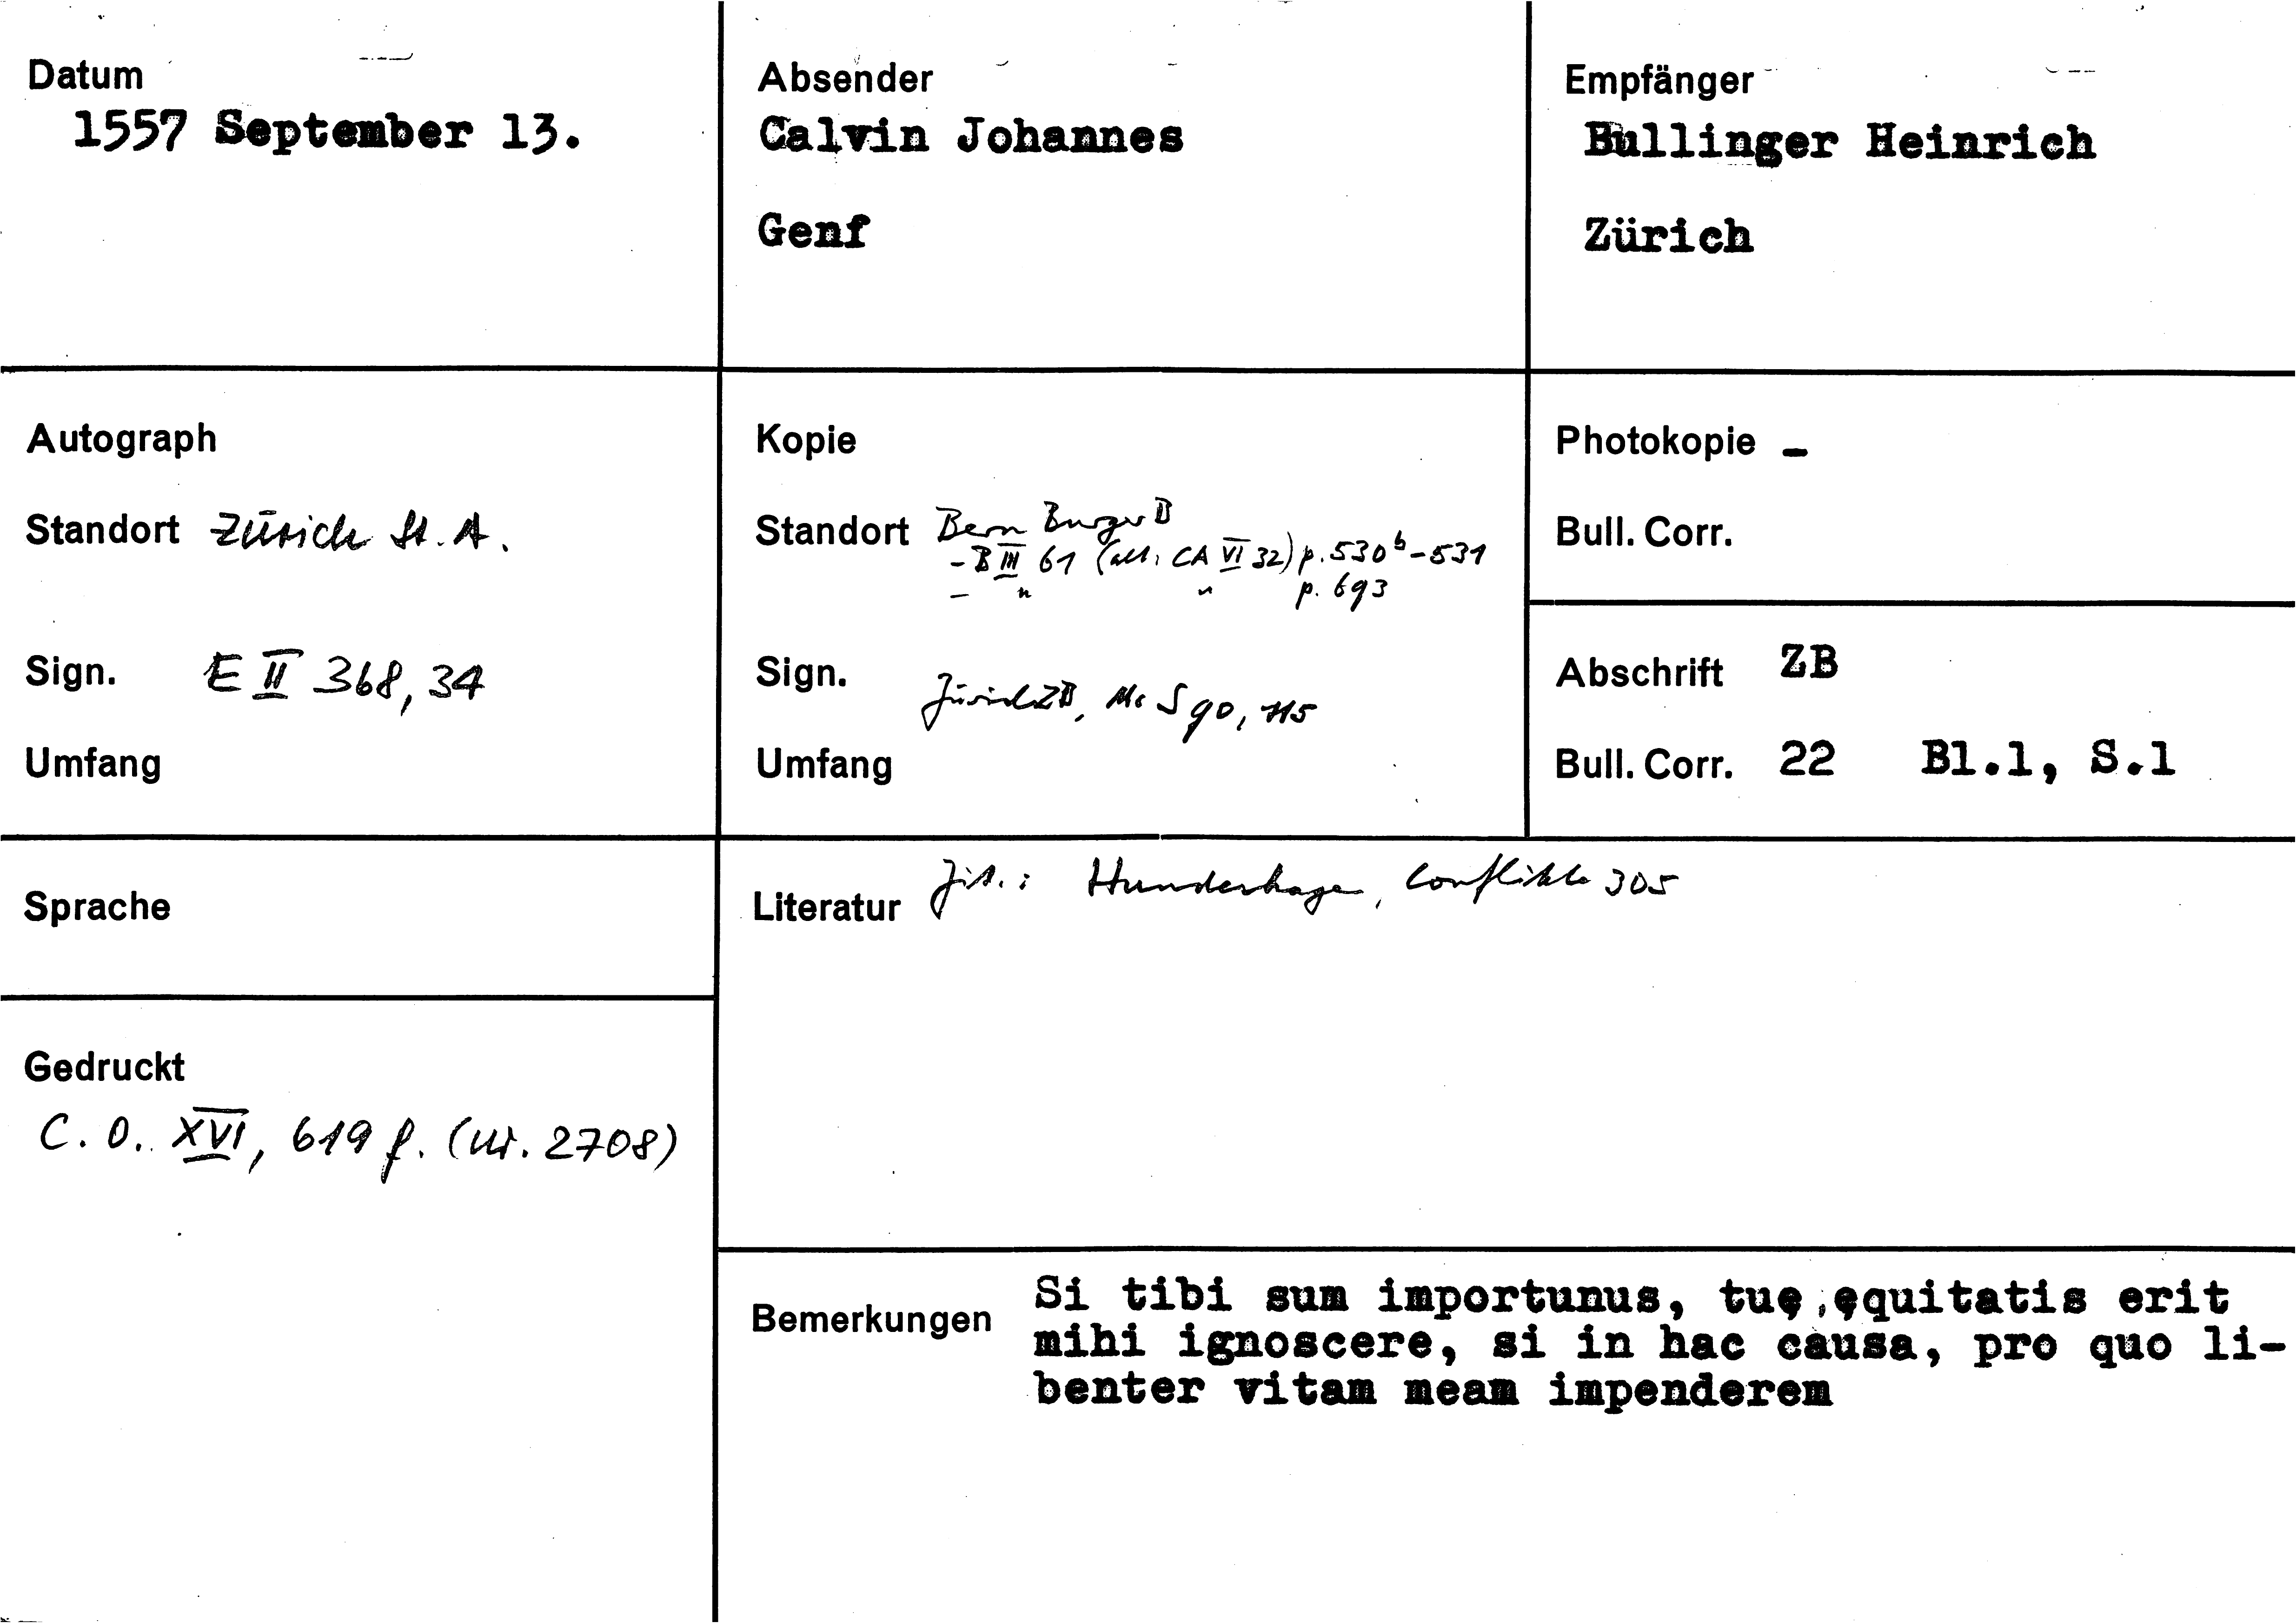 Datum
1557 September 13.
Absender
Calvin Johannes
Genf
Empfänger
Bullinger Heinrich
Zürich
Autograph
Standort Zürich St. A.
Sign. E II 368, 34
Umfang
Kopie
Standort Bern Burger B
- B III 61 (alt: CA VI 32) p. 530b - 531
- " " p. 693
Sign.
Zürich ZB, Ms S 90, 115
Umfang
Photokopie -
Bull. Corr.
Abschrift ZB
Bull. Corr. 22 Bl.1, S.1
Sprache
Literatur Zit.: Hundeshagen, Conflikte 305
Gedruckt
C. O. XVI, 619 f. (Nr. 2708)
Bemerkungen Si tibi sum importunus, tuę ęquitatis erit
mihi ignoscere, si in hac causa, pro quo li-
benter vitam meam impenderem